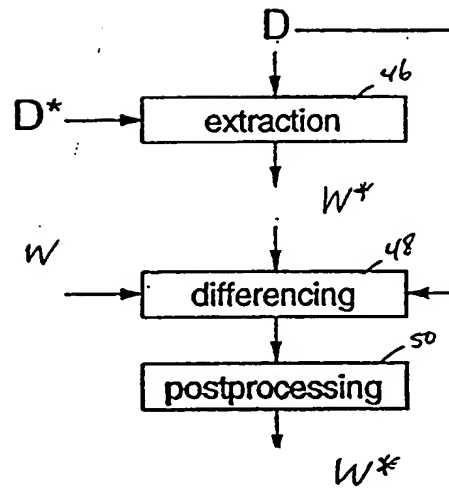 D
46
D* extraction
W*
W 48
differencing
50
postprocessing
W*